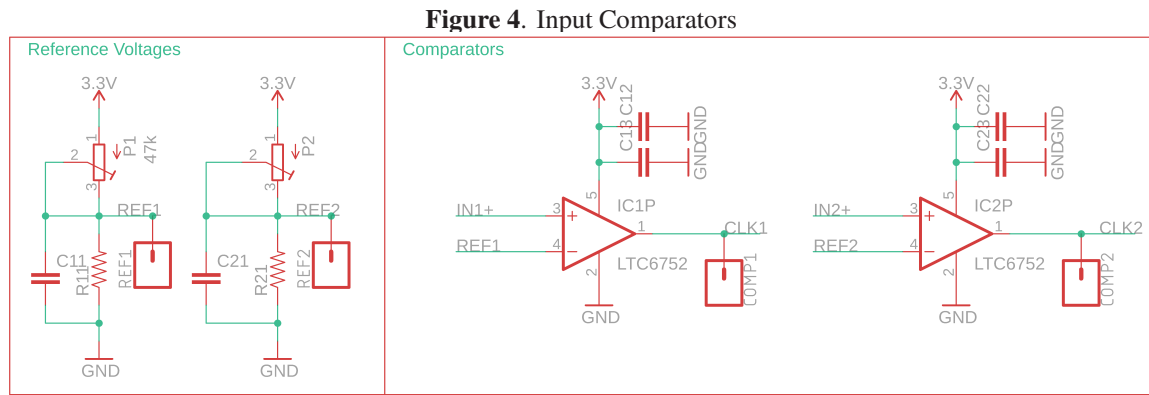 Figure 4. Input Comparators
Reference Voltages
3.3V
1
2
3
P1
47k
REF1
C11
R11
REF1
GND
3.3V
1
2
3
P2
REF2
C21
R21
REF2
GND
Comparators
3.3V
C12
GND
C13
GND
5
IC1P
IN1+
3
+
REF1
4
−
1
CLK1
LTC6752
2
COMP1
GND
3.3V
C22
GND
C23
GND
5
IC2P
IN2+
3
+
REF2
4
−
1
CLK2
LTC6752
2
COMP2
GND